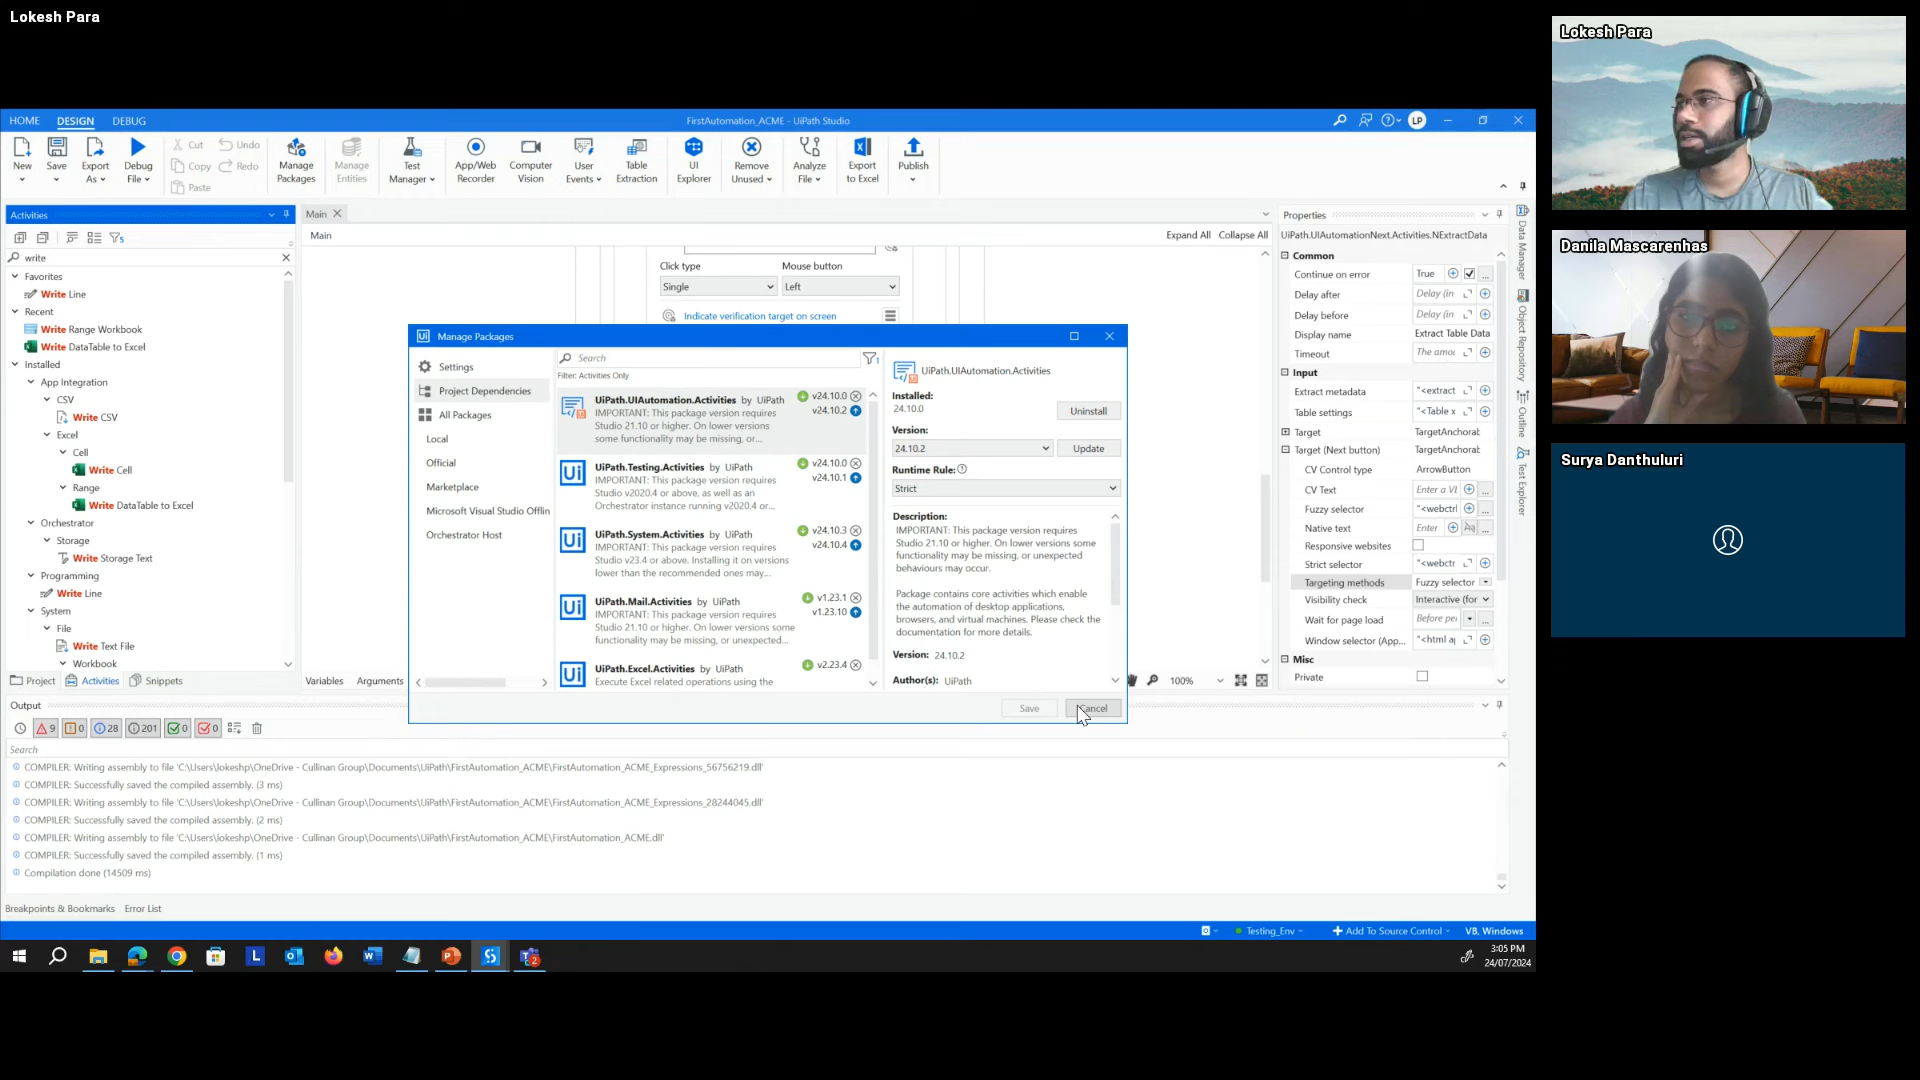 Lokesh Para
HOME DESIGN DEBUG
FirstAutomation_ACME - UiPath Studio
LP
New
Save
Export As
Debug File
Cut
Copy
Paste
Undo
Redo
Manage Packages
Manage Entities
Test Manager
App/Web Recorder
Computer Vision
User Events
Table Extraction
UI Explorer
Remove Unused
Analyze File
Export to Excel
Publish
Activities
write
Favorites
Write Line
Recent
Write Range Workbook
Write DataTable to Excel
Installed
App Integration
CSV
Write CSV
Excel
Cell
Write Cell
Range
Write DataTable to Excel
Orchestrator
Storage
Write Storage Text
Programming
Write Line
System
File
Write Text File
Workbook
Project Activities Snippets
Main
Main
Expand All Collapse All
Click type Mouse button
Single Left
Indicate verification target on screen
Variables Arguments
100%
Manage Packages
Settings
Project Dependencies
All Packages
Local
Official
Marketplace
Microsoft Visual Studio Offlin
Orchestrator Host
Search
Filter: Activities Only
UiPath.UIAutomation.Activities by UiPath v24.10.0
IMPORTANT: This package version requires v24.10.2
Studio 21.10 or higher. On lower versions
some functionality may be missing, or...
UiPath.Testing.Activities by UiPath v24.10.0
IMPORTANT: This package version requires v24.10.1
Studio v2020.4 or above, as well as an
Orchestrator instance running v2020.4 or...
UiPath.System.Activities by UiPath v24.10.3
IMPORTANT: This package version requires v24.10.4
Studio v23.4 or above. Installing it on versions
lower than the recommended ones may...
UiPath.Mail.Activities by UiPath v1.23.1
IMPORTANT: This package version requires v1.23.10
Studio 21.10 or higher. On lower versions some
functionality may be missing, or unexpected...
UiPath.Excel.Activities by UiPath v2.23.4
Execute Excel related operations using the
UiPath.UIAutomation.Activities
Installed:
24.10.0
Uninstall
Version:
24.10.2
Update
Runtime Rule:
Strict
Description:
IMPORTANT: This package version requires
Studio 21.10 or higher. On lower versions some
functionality may be missing, or unexpected
behaviours may occur.
Package contains core activities which enable
the automation of desktop applications,
browsers, and virtual machines. Please check the
documentation for more details.
Version: 24.10.2
Author(s): UiPath
Save Cancel
Properties
UiPath.UIAutomationNext.Activities.NExtractData
Common
Continue on error True
Delay after Delay (in
Delay before Delay (in
Display name Extract Table Data
Timeout The amou
Input
Extract metadata "<extract
Table settings "<Table x
Target TargetAnchorab
Target (Next button) TargetAnchorab
CV Control type ArrowButton
CV Text
Fuzzy selector "<webctrl
Native text Enter
Responsive websites
Strict selector "<webctr
Targeting methods Fuzzy selector
Visibility check Interactive (for
Wait for page load
Window selector (App...
Misc
Private
Data Manager
Object Repository
Outline
Test Explorer
Output
9 0 28 201 0 0
Search
COMPILER: Writing assembly to file 'C:\Users\lokeshp\OneDrive - Cullinan Group\Documents\UiPath\FirstAutomation_ACME\FirstAutomation_ACME_Expressions_56756219.dll'
COMPILER: Successfully saved the compiled assembly. (3 ms)
COMPILER: Writing assembly to file 'C:\Users\lokeshp\OneDrive - Cullinan Group\Documents\UiPath\FirstAutomation_ACME\FirstAutomation_ACME_Expressions_28244045.dll'
COMPILER: Successfully saved the compiled assembly. (2 ms)
COMPILER: Writing assembly to file 'C:\Users\lokeshp\OneDrive - Cullinan Group\Documents\UiPath\FirstAutomation_ACME\FirstAutomation_ACME.dll'
COMPILER: Successfully saved the compiled assembly. (1 ms)
Compilation done (14509 ms)
Breakpoints & Bookmarks Error List
Testing_Env Add To Source Control VB, Windows
3:05 PM
24/07/2024
Lokesh Para
Danila Mascarenhas
Surya Danthuluri